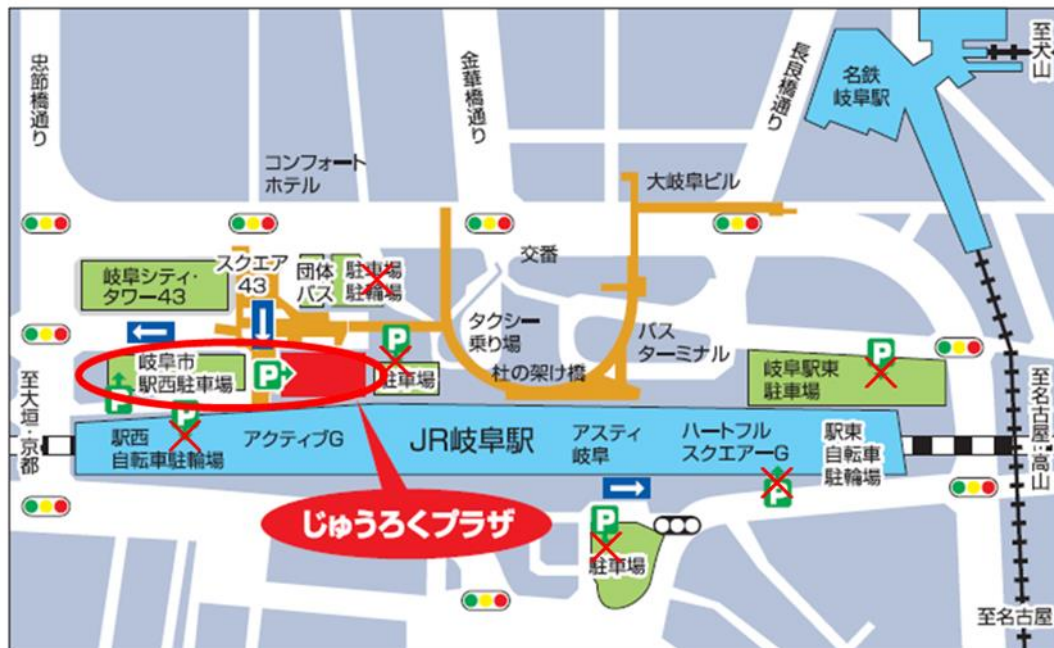 忠節橋通り
金華橋通り
長良橋通り
名鉄
岐阜駅
至犬山
コンフォート
ホテル
大岐阜ビル
交番
スクエア
43
団体
バス
駐車場
駐輪場
岐阜シティ・
タワー43
タクシー
乗り場
バス
ターミナル
杜の架け橋
P
P
岐阜市
駅西駐車場
P
P
駐車場
岐阜駅東
駐車場
至大垣・京都
至名古屋・高山
P
駅西
自転車駐輪場
アクティブG
JR岐阜駅
アスティ
岐阜
ハートフル
スクエアーG
駅東
自転車
駐輪場
P
じゅうろくプラザ
P
駐車場
至名古屋